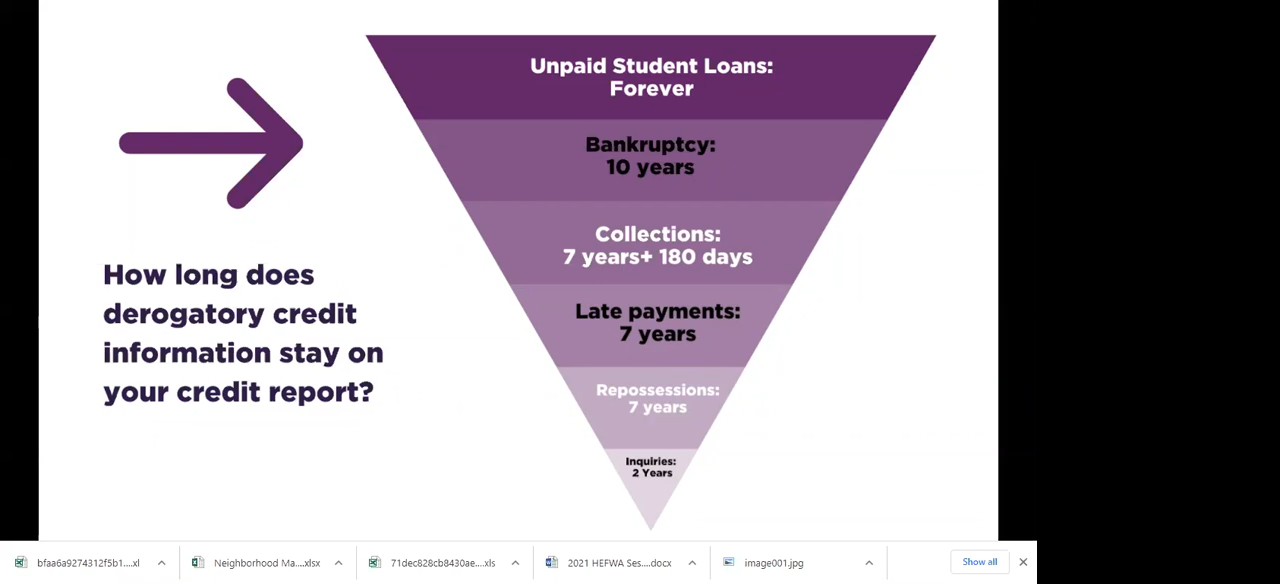 How long does
derogatory credit
information stay on
your credit report?
Unpaid Student Loans:
Forever
Bankruptcy:
10 years
Collections:
7 years+ 180 days
Late payments:
7 years
Repossessions:
7 years
Inquiries:
2 Years
bfaa6a9274312f5b1....xl
Neighborhood Ma....xlsx
71dec828cb8430ae....xls
2021 HEFWA Ses....docx
image001.jpg
Show all